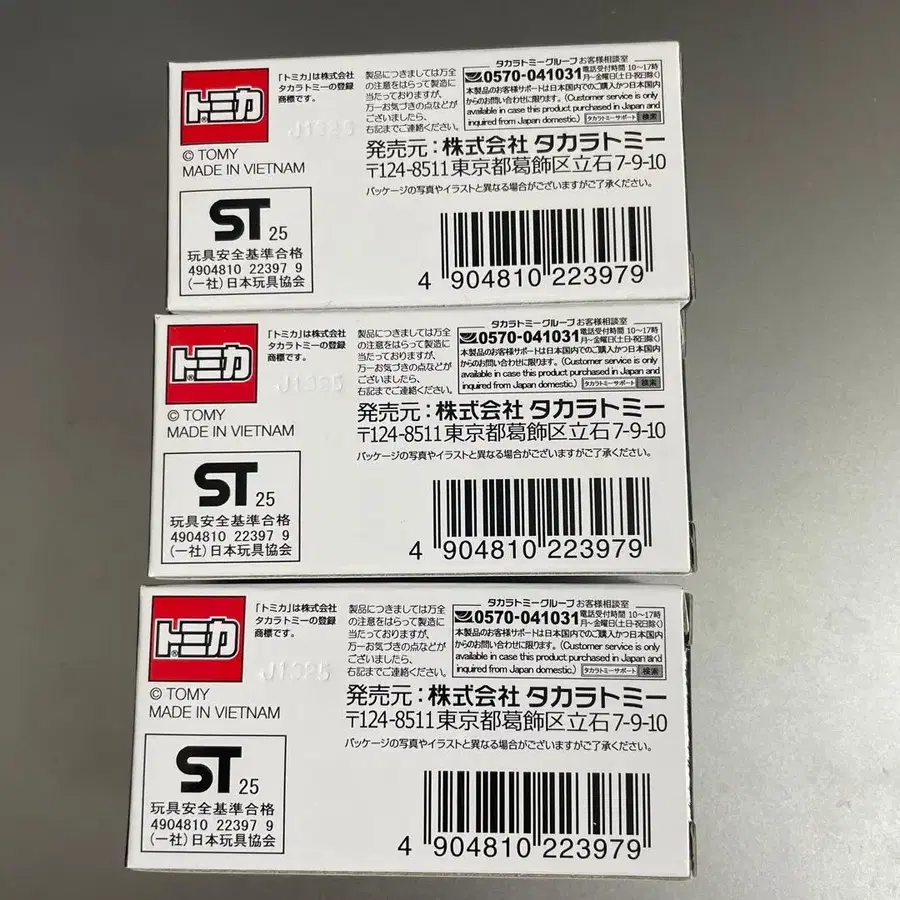 トミカ
®
「トミカ」は株式会社
タカラトミーの登録
商標です。
© TOMY
MADE IN VIETNAM
製品につきましては万全
の注意をはらって製造に
当たっておりますが、
万一お気づきの点などが
ございましたら、
右記までご連絡ください。
タカラトミーグループ お客様相談室
0570-041031 電話受付時間 10〜17時
月〜金曜日(土日・祝日除く)
本製品のお客様サポートは日本国内でのご購入かつ日本国
からのお問い合わせに限ります。(Customer service is only
available in case this product purchased in Japan and
inquired from Japan domestic.) タカラトミーサポート 検索
発売元:株式会社 タカラトミー
〒124-8511 東京都葛飾区立石7-9-10
パッケージの写真やイラストと異なる場合がございますがご了承ください。
ST 25
玩具安全基準合格
4904810 22397 9
(一社)日本玩具協会
4 904810 223979
トミカ
®
「トミカ」は株式会社
タカラトミーの登録
商標です。
© TOMY
MADE IN VIETNAM
製品につきましては万全
の注意をはらって製造に
当たっておりますが、
万一お気づきの点などが
ございましたら、
右記までご連絡ください。
タカラトミーグループ お客様相談室
0570-041031 電話受付時間 10〜17時
月〜金曜日(土日・祝日除く)
本製品のお客様サポートは日本国内でのご購入かつ日本国
からのお問い合わせに限ります。(Customer service is only
available in case this product purchased in Japan and
inquired from Japan domestic.) タカラトミーサポート 検索
発売元:株式会社 タカラトミー
〒124-8511 東京都葛飾区立石7-9-10
パッケージの写真やイラストと異なる場合がございますがご了承ください。
ST 25
玩具安全基準合格
4904810 22397 9
(一社)日本玩具協会
4 904810 223979
トミカ
®
「トミカ」は株式会社
タカラトミーの登録
商標です。
© TOMY
MADE IN VIETNAM
製品につきましては万全
の注意をはらって製造に
当たっておりますが、
万一お気づきの点などが
ございましたら、
右記までご連絡ください。
タカラトミーグループ お客様相談室
0570-041031 電話受付時間 10〜17時
月〜金曜日(土日・祝日除く)
本製品のお客様サポートは日本国内でのご購入かつ日本国
からのお問い合わせに限ります。(Customer service is only
available in case this product purchased in Japan and
inquired from Japan domestic.) タカラトミーサポート 検索
発売元:株式会社 タカラトミー
〒124-8511 東京都葛飾区立石7-9-10
パッケージの写真やイラストと異なる場合がございますがご了承ください。
ST 25
玩具安全基準合格
4904810 22397 9
(一社)日本玩具協会
4 904810 223979